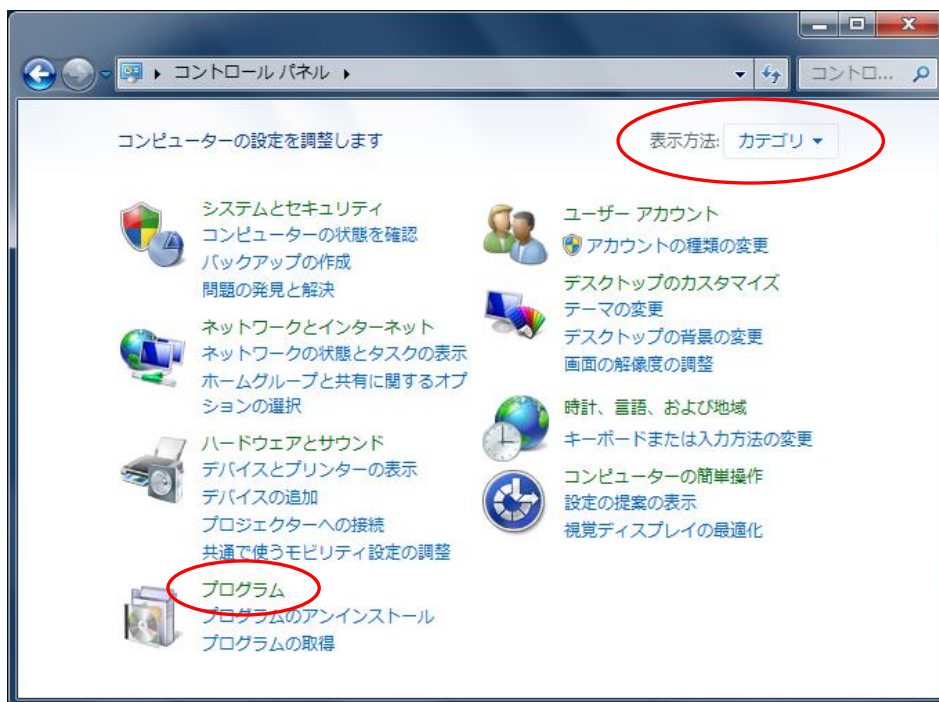 コントロール パネル
コントロ...
コンピューターの設定を調整します
表示方法: カテゴリ
システムとセキュリティ
コンピューターの状態を確認
バックアップの作成
問題の発見と解決
ネットワークとインターネット
ネットワークの状態とタスクの表示
ホームグループと共有に関するオプ
ションの選択
ハードウェアとサウンド
デバイスとプリンターの表示
デバイスの追加
プロジェクターへの接続
共通で使うモビリティ設定の調整
プログラム
プログラムのアンインストール
プログラムの取得
ユーザー アカウント
アカウントの種類の変更
デスクトップのカスタマイズ
テーマの変更
デスクトップの背景の変更
画面の解像度の調整
時計、言語、および地域
キーボードまたは入力方法の変更
コンピューターの簡単操作
設定の提案の表示
視覚ディスプレイの最適化